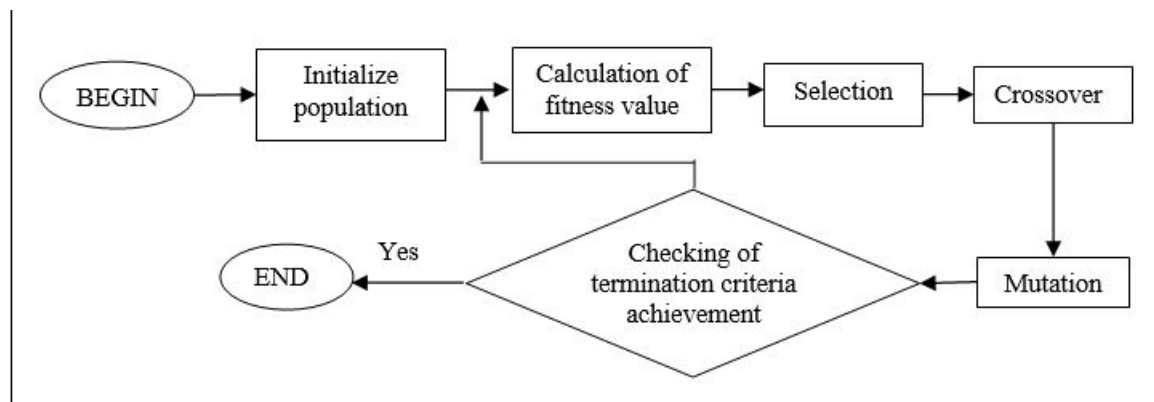 BEGIN
Initialize
population
Calculation of
fitness value
Selection
Crossover
Mutation
Checking of
termination criteria
achievement
Yes
END